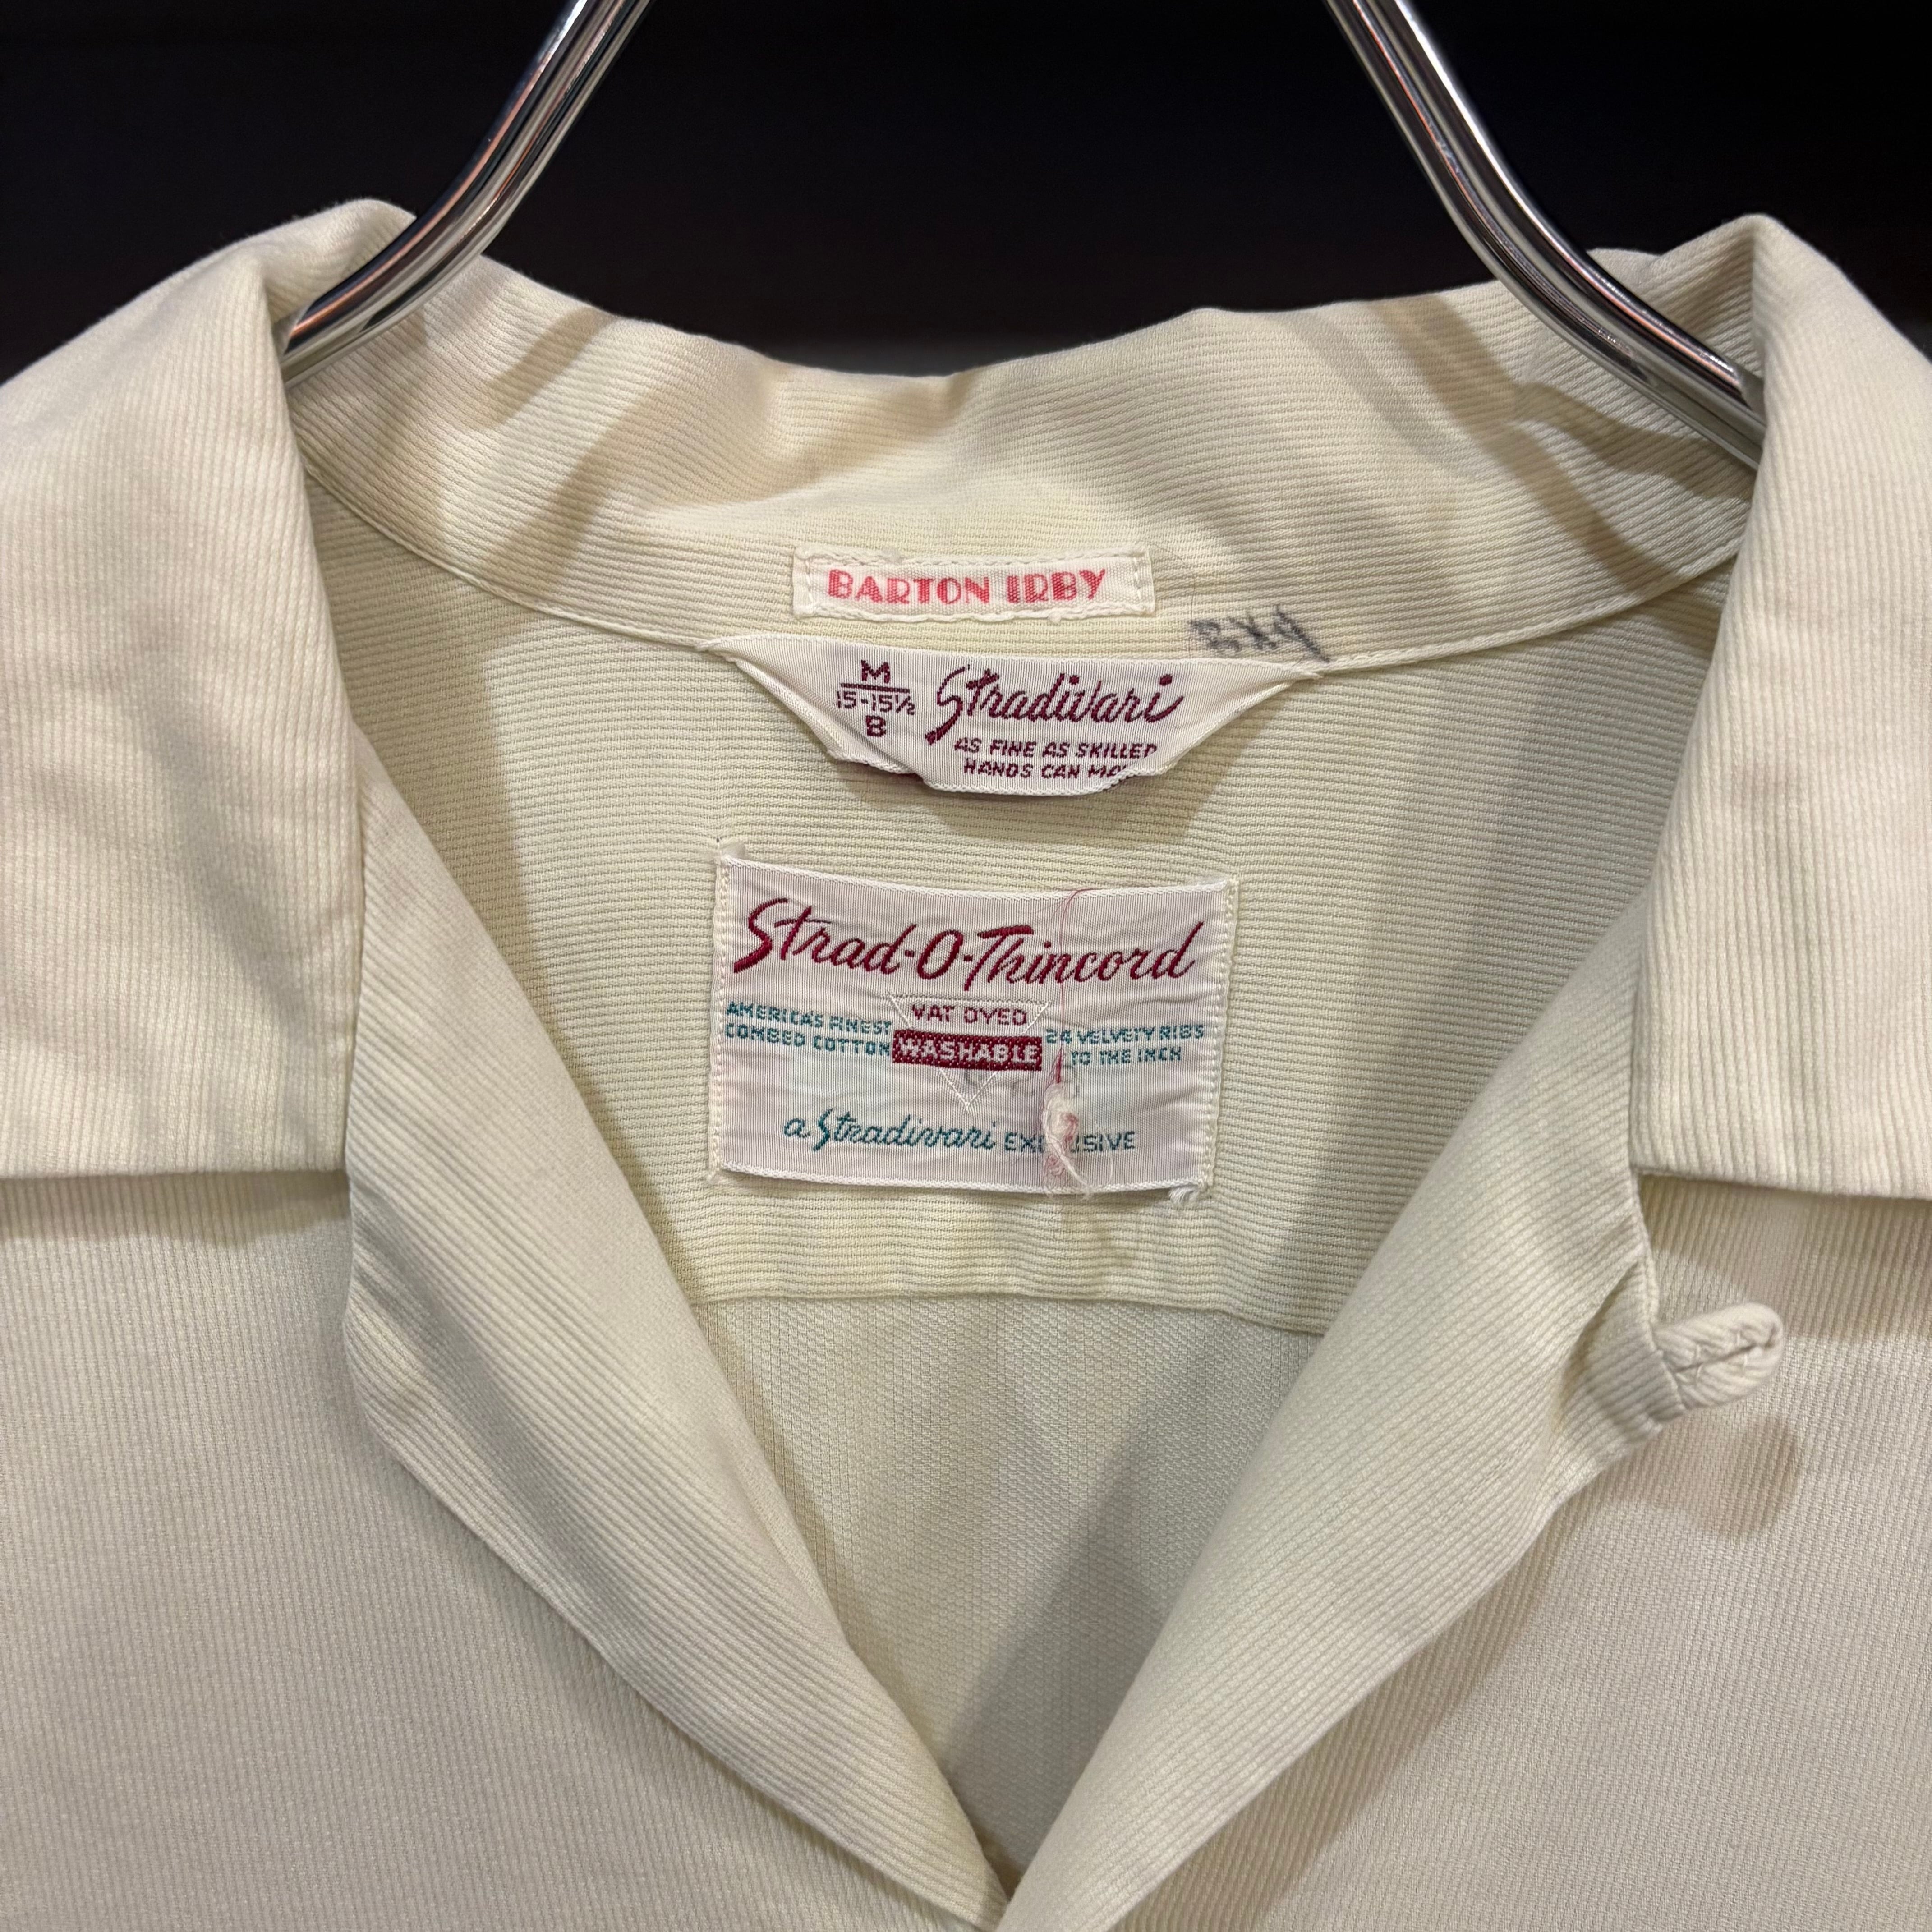 BARTON IRBY
M
15-15½
B
Stradivari
AS FINE AS SKILLED
HANDS CAN
Strad-O-Thincord
VAT DYED
AMERICA'S FINEST
COMBED COTTON
WASHABLE
24 VELVETY RIBS
TO THE INCH
a Stradivari EXCLUSIVE